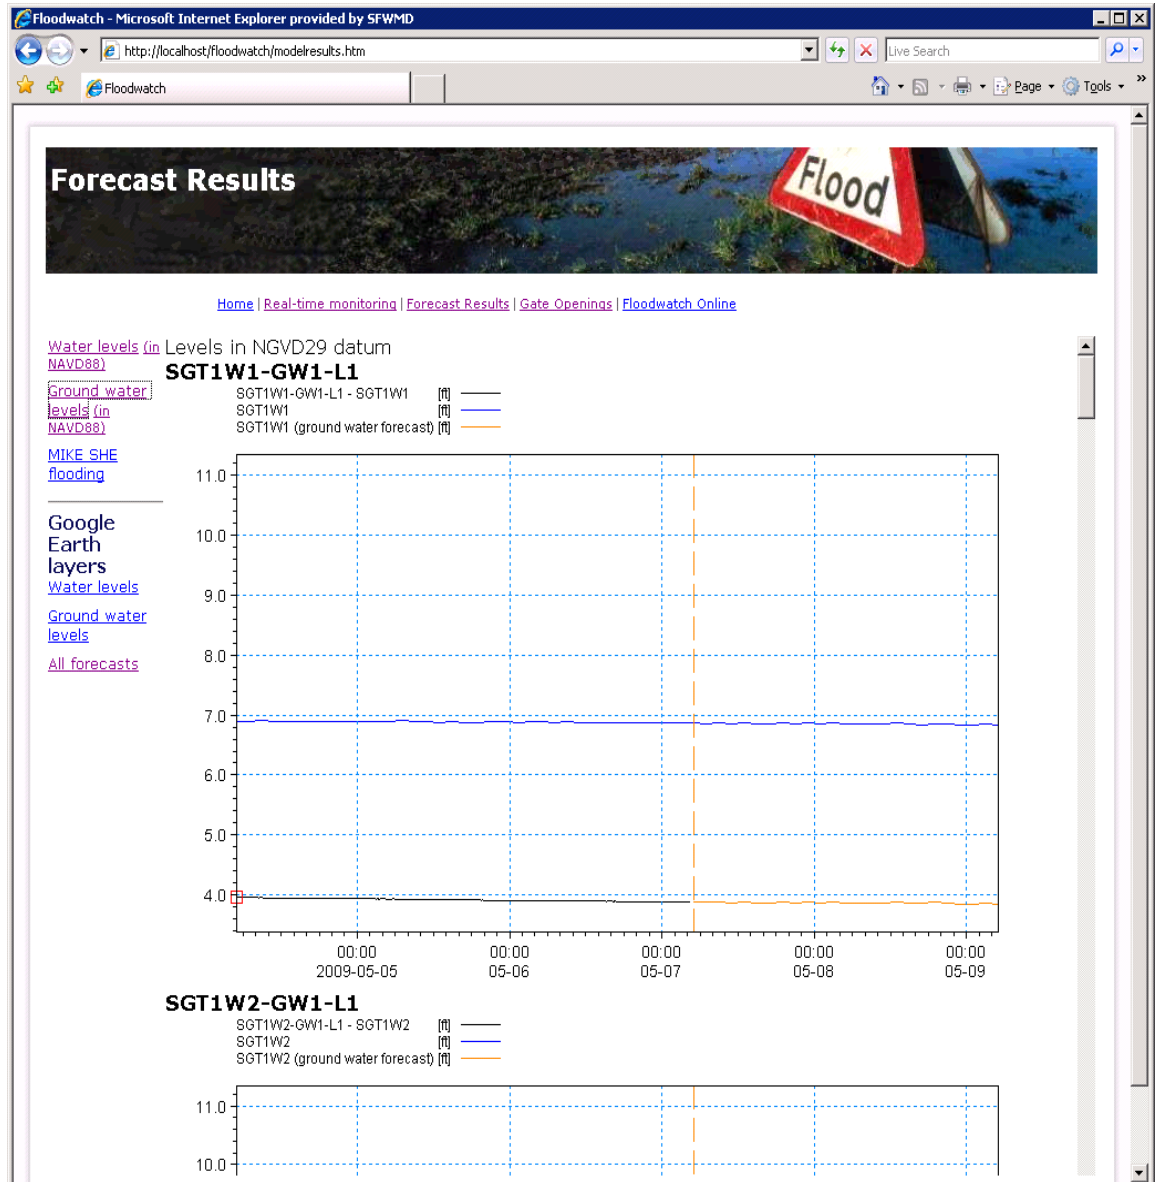 Floodwatch - Microsoft Internet Explorer provided by SFWMD
http://localhost/floodwatch/modelresults.htm
Live Search
Floodwatch
Page
Tools
»
Forecast Results
Flood
Home | Real-time monitoring | Forecast Results | Gate Openings | Floodwatch Online
Water levels (in
NAVD88)
Ground water
levels (in
NAVD88)
MIKE SHE
flooding
Google
Earth
layers
Water levels
Ground water
levels
All forecasts
Levels in NGVD29 datum
SGT1W1-GW1-L1
SGT1W1-GW1-L1 - SGT1W1 [ft]
SGT1W1 [ft]
SGT1W1 (ground water forecast) [ft]
11.0
10.0
9.0
8.0
7.0
6.0
5.0
4.0
00:00 00:00 00:00 00:00 00:00
2009-05-05 05-06 05-07 05-08 05-09
SGT1W2-GW1-L1
SGT1W2-GW1-L1 - SGT1W2 [ft]
SGT1W2 [ft]
SGT1W2 (ground water forecast) [ft]
11.0
10.0